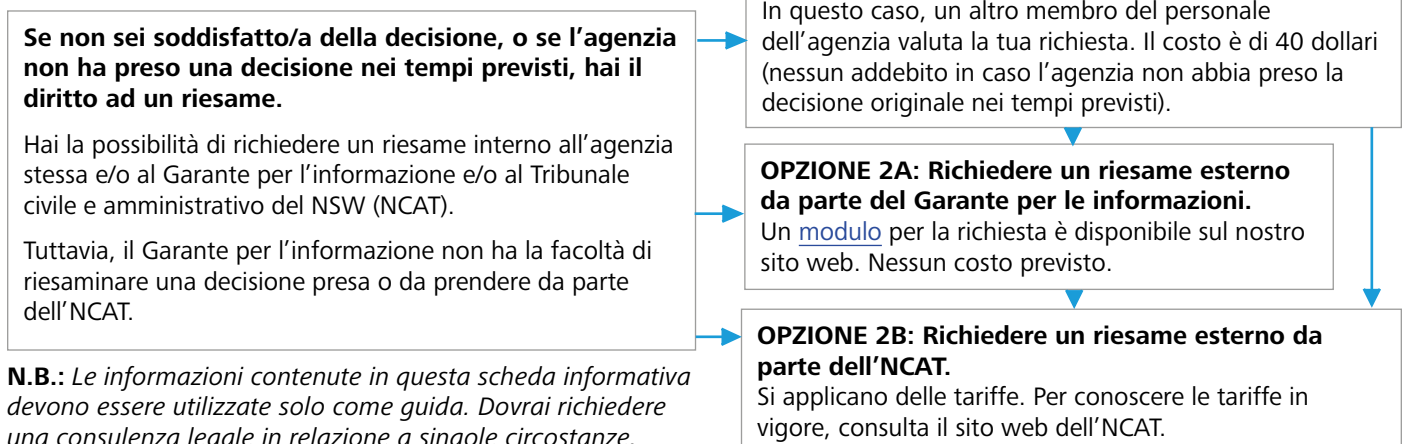 Se non sei soddisfatto/a della decisione, o se l'agenzia
non ha preso una decisione nei tempi previsti, hai il
diritto ad un riesame.
Hai la possibilità di richiedere un riesame interno all'agenzia
stessa e/o al Garante per l'informazione e/o al Tribunale
civile e amministrativo del NSW (NCAT).
Tuttavia, il Garante per l'informazione non ha la facoltà di
riesaminare una decisione presa o da prendere da parte
dell'NCAT.
N.B.: Le informazioni contenute in questa scheda informativa
devono essere utilizzate solo come guida. Dovrai richiedere
una consulenza legale in relazione a singole circostanze.
In questo caso, un altro membro del personale
dell'agenzia valuta la tua richiesta. Il costo è di 40 dollari
(nessun addebito in caso l'agenzia non abbia preso la
decisione originale nei tempi previsti).
OPZIONE 2A: Richiedere un riesame esterno
da parte del Garante per le informazioni.
Un modulo per la richiesta è disponibile sul nostro
sito web. Nessun costo previsto.
OPZIONE 2B: Richiedere un riesame esterno da
parte dell'NCAT.
Si applicano delle tariffe. Per conoscere le tariffe in
vigore, consulta il sito web dell'NCAT.